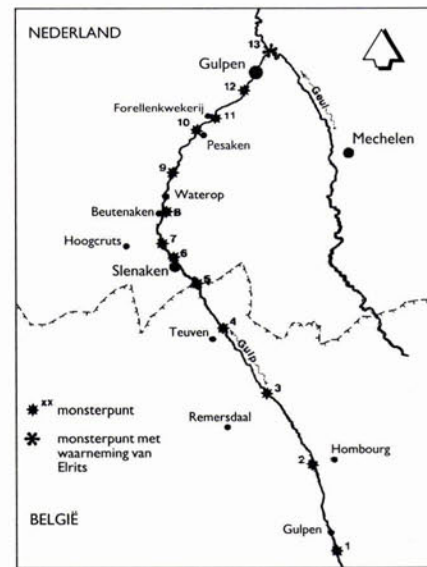 NEDERLAND
13
Gulpen
12
Geul
Forellenkwekerij
11
10
Pesaken
Mechelen
9
Waterop
Beutenaken
8
Hoogcruts
7
6
Slenaken
5
4
Teuven
Gulp
3
xx monsterpunt
Remersdaal
monsterpunt met
waarneming van
Elrits
2
Hombourg
BELGIË
Gulpen
1